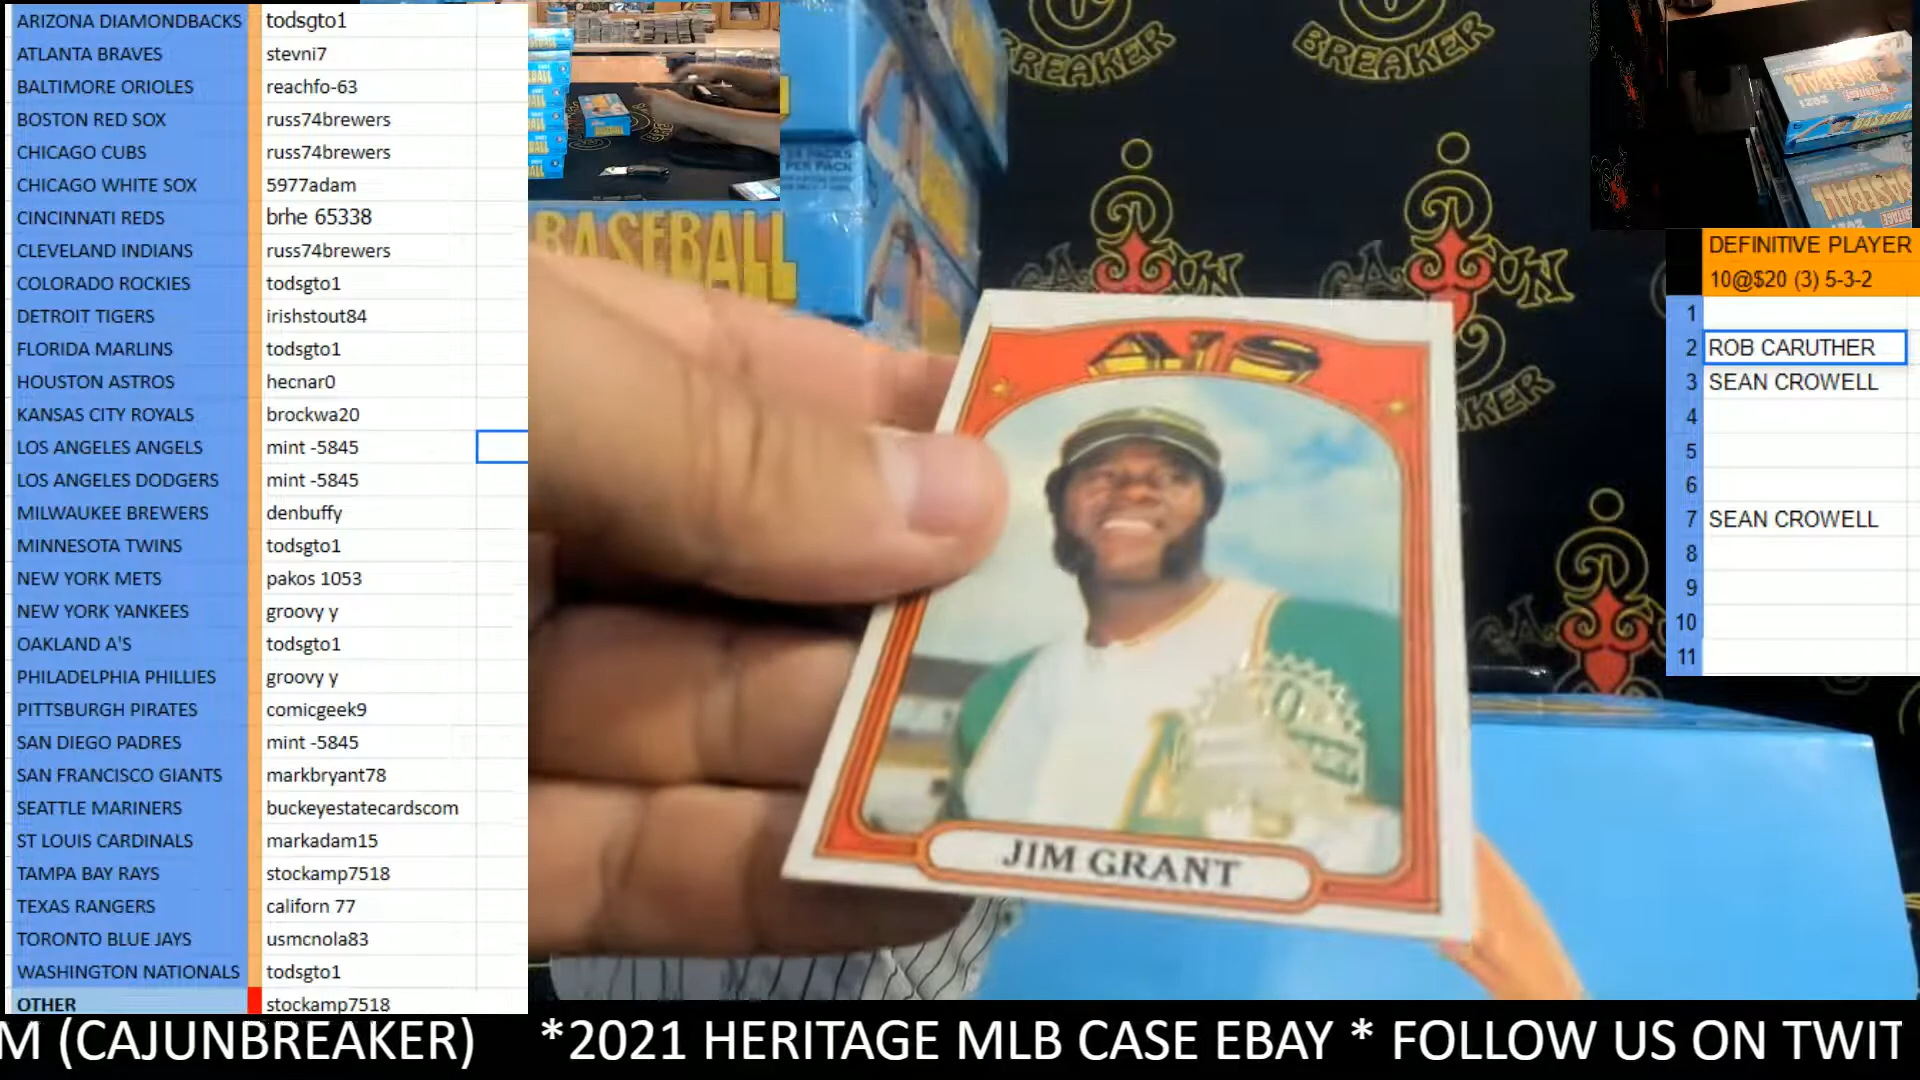 ARIZONA DIAMONDBACKS todsgto1
ATLANTA BRAVES stevni7
BALTIMORE ORIOLES reachfo-63
BOSTON RED SOX russ74brewers
CHICAGO CUBS russ74brewers
CHICAGO WHITE SOX 5977adam
CINCINNATI REDS brhe 65338
CLEVELAND INDIANS russ74brewers
COLORADO ROCKIES todsgto1
DETROIT TIGERS irishstout84
FLORIDA MARLINS todsgto1
HOUSTON ASTROS hecnar0
KANSAS CITY ROYALS brockwa20
LOS ANGELES ANGELS mint -5845
LOS ANGELES DODGERS mint -5845
MILWAUKEE BREWERS denbuffy
MINNESOTA TWINS todsgto1
NEW YORK METS pakos 1053
NEW YORK YANKEES groovy y
OAKLAND A'S todsgto1
PHILADELPHIA PHILLIES groovy y
PITTSBURGH PIRATES comicgeek9
SAN DIEGO PADRES mint -5845
SAN FRANCISCO GIANTS markbryant78
SEATTLE MARINERS buckeyestatecardscom
ST LOUIS CARDINALS markadam15
TAMPA BAY RAYS stockamp7518
TEXAS RANGERS californ 77
TORONTO BLUE JAYS usmcnola83
WASHINGTON NATIONALS todsgto1
OTHER stockamp7518
BREAKER
BREAKER
PACKS
PER PACK
BASEBALL
A'S
JIM GRANT
BASEBALL
2021
BASEBALL
DEFINITIVE PLAYER
10@$20 (3) 5-3-2
1
2 ROB CARUTHER
3 SEAN CROWELL
4
5
6
7 SEAN CROWELL
8
9
10
11
M (CAJUNBREAKER) *2021 HERITAGE MLB CASE EBAY * FOLLOW US ON TWIT